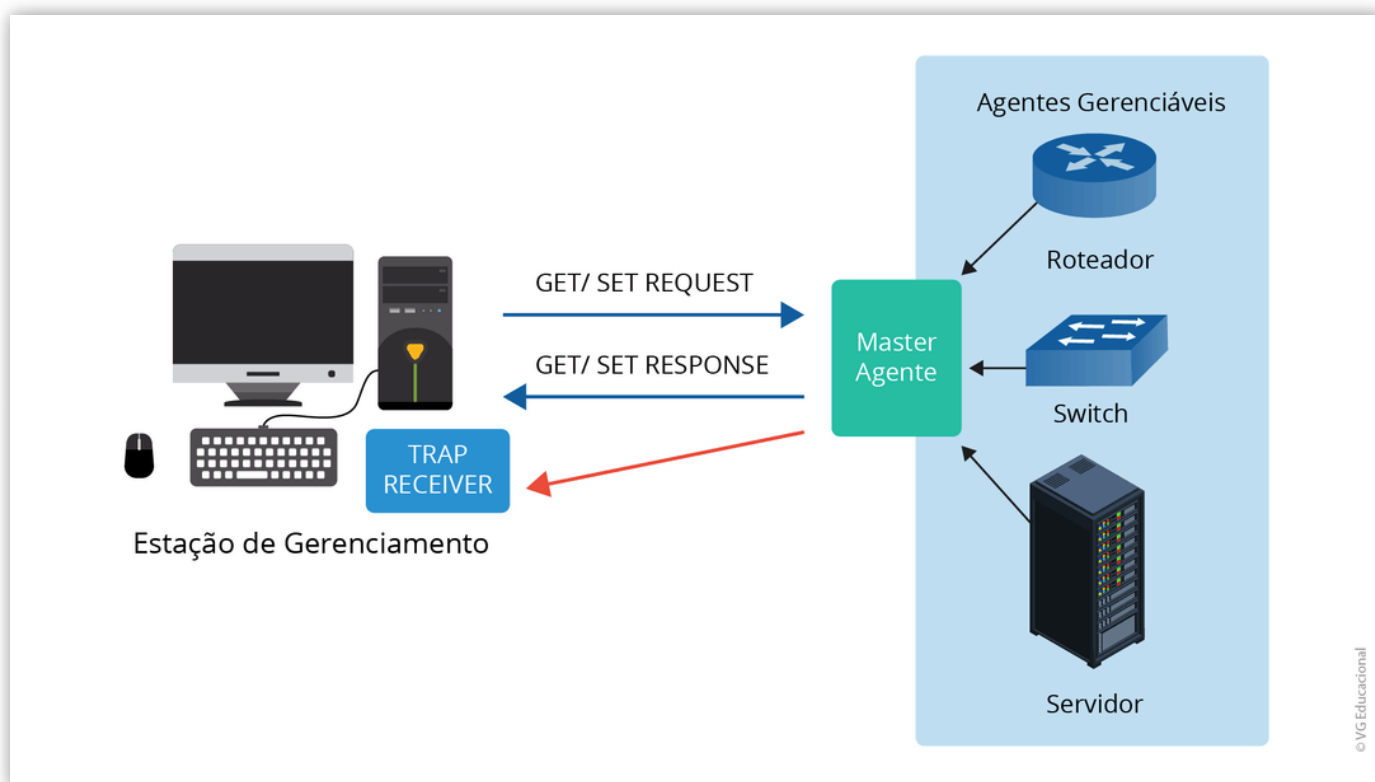 Agentes Gerenciáveis
Roteador
GET/ SET REQUEST
Master
Agente
GET/ SET RESPONSE
Switch
TRAP
RECEIVER
Estação de Gerenciamento
Servidor
© VG Educacional